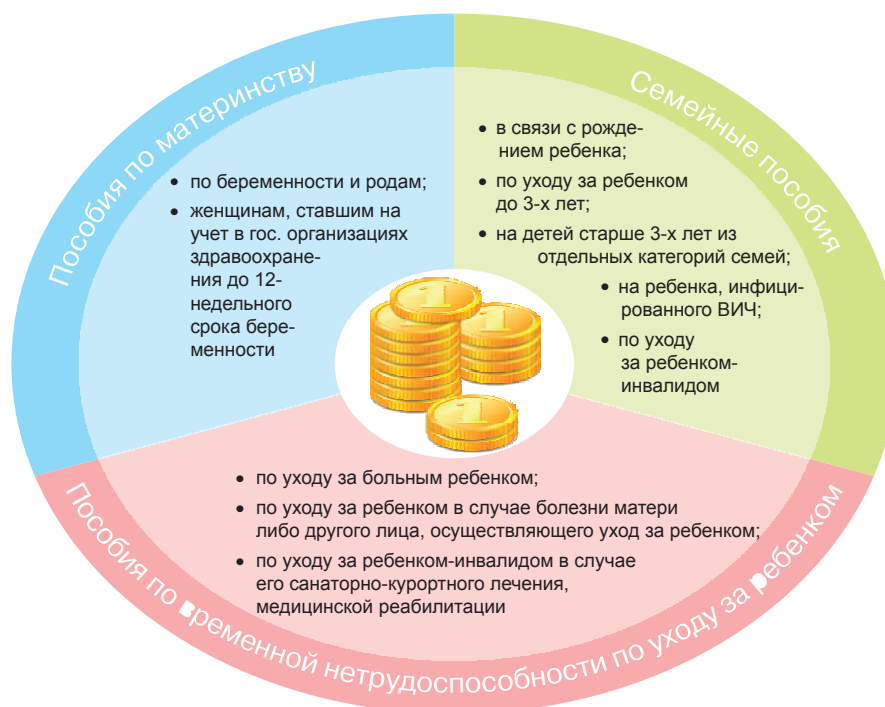 Пособия по материнству
• по беременности и родам;
• женщинам, ставшим на
учет в гос. организациях
здравоохране-
ния до 12-
недельного
срока бере-
менности
Семейные пособия
• в связи с рожде-
нием ребенка;
• по уходу за ребенком
до 3-х лет;
• на детей старше 3-х лет из
отдельных категорий семей;
• на ребенка, инфици-
рованного ВИЧ;
• по уходу
за ребенком-
инвалидом
1
1
1
• по уходу за больным ребенком;
• по уходу за ребенком в случае болезни матери
либо другого лица, осуществляющего уход за ребенком;
• по уходу за ребенком-инвалидом в случае
его санаторно-курортного лечения,
медицинской реабилитации
Пособия по временной нетрудоспособности по уходу за ребенком